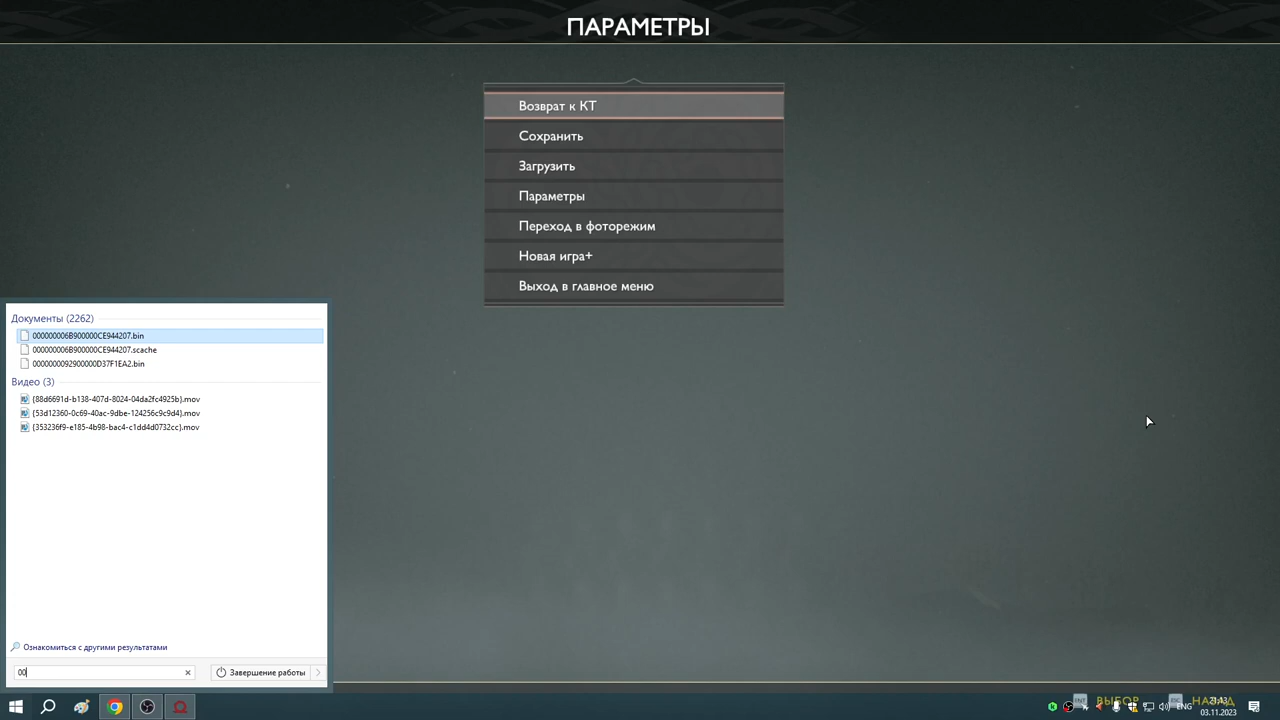 ПАРАМЕТРЫ
Возврат к КТ
Сохранить
Загрузить
Параметры
Переход в фоторежим
Новая игра+
Выход в главное меню
Документы (2262)
000000006B900000CE944207.bin
000000006B900000CE944207.scache
0000000092900000D37F1EA2.bin
Видео (3)
{88d6691d-b138-407d-8024-04da2fc4925b}.mov
{53d12360-0c69-40ac-9dbe-124256c9c9d4}.mov
{353236f9-e185-4b98-bac4-c1dd4d0732cc}.mov
Ознакомиться с другими результатами
00
Завершение работы
ВЫБОР
НАЗАД
ENG
03.11.2023